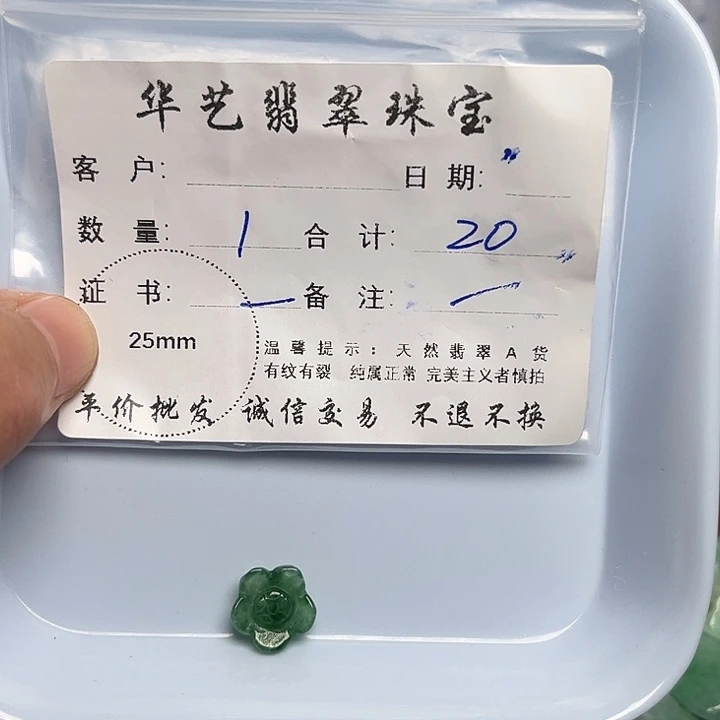 华艺翡翠珠宝
客 户: 日 期:
数 量: 1 合 计: 20
证 书: — 备 注: —
25mm
温馨提示: 天然翡翠A货
有纹有裂 纯属正常 完美主义者慎拍
平价批发 诚信交易 不退不换